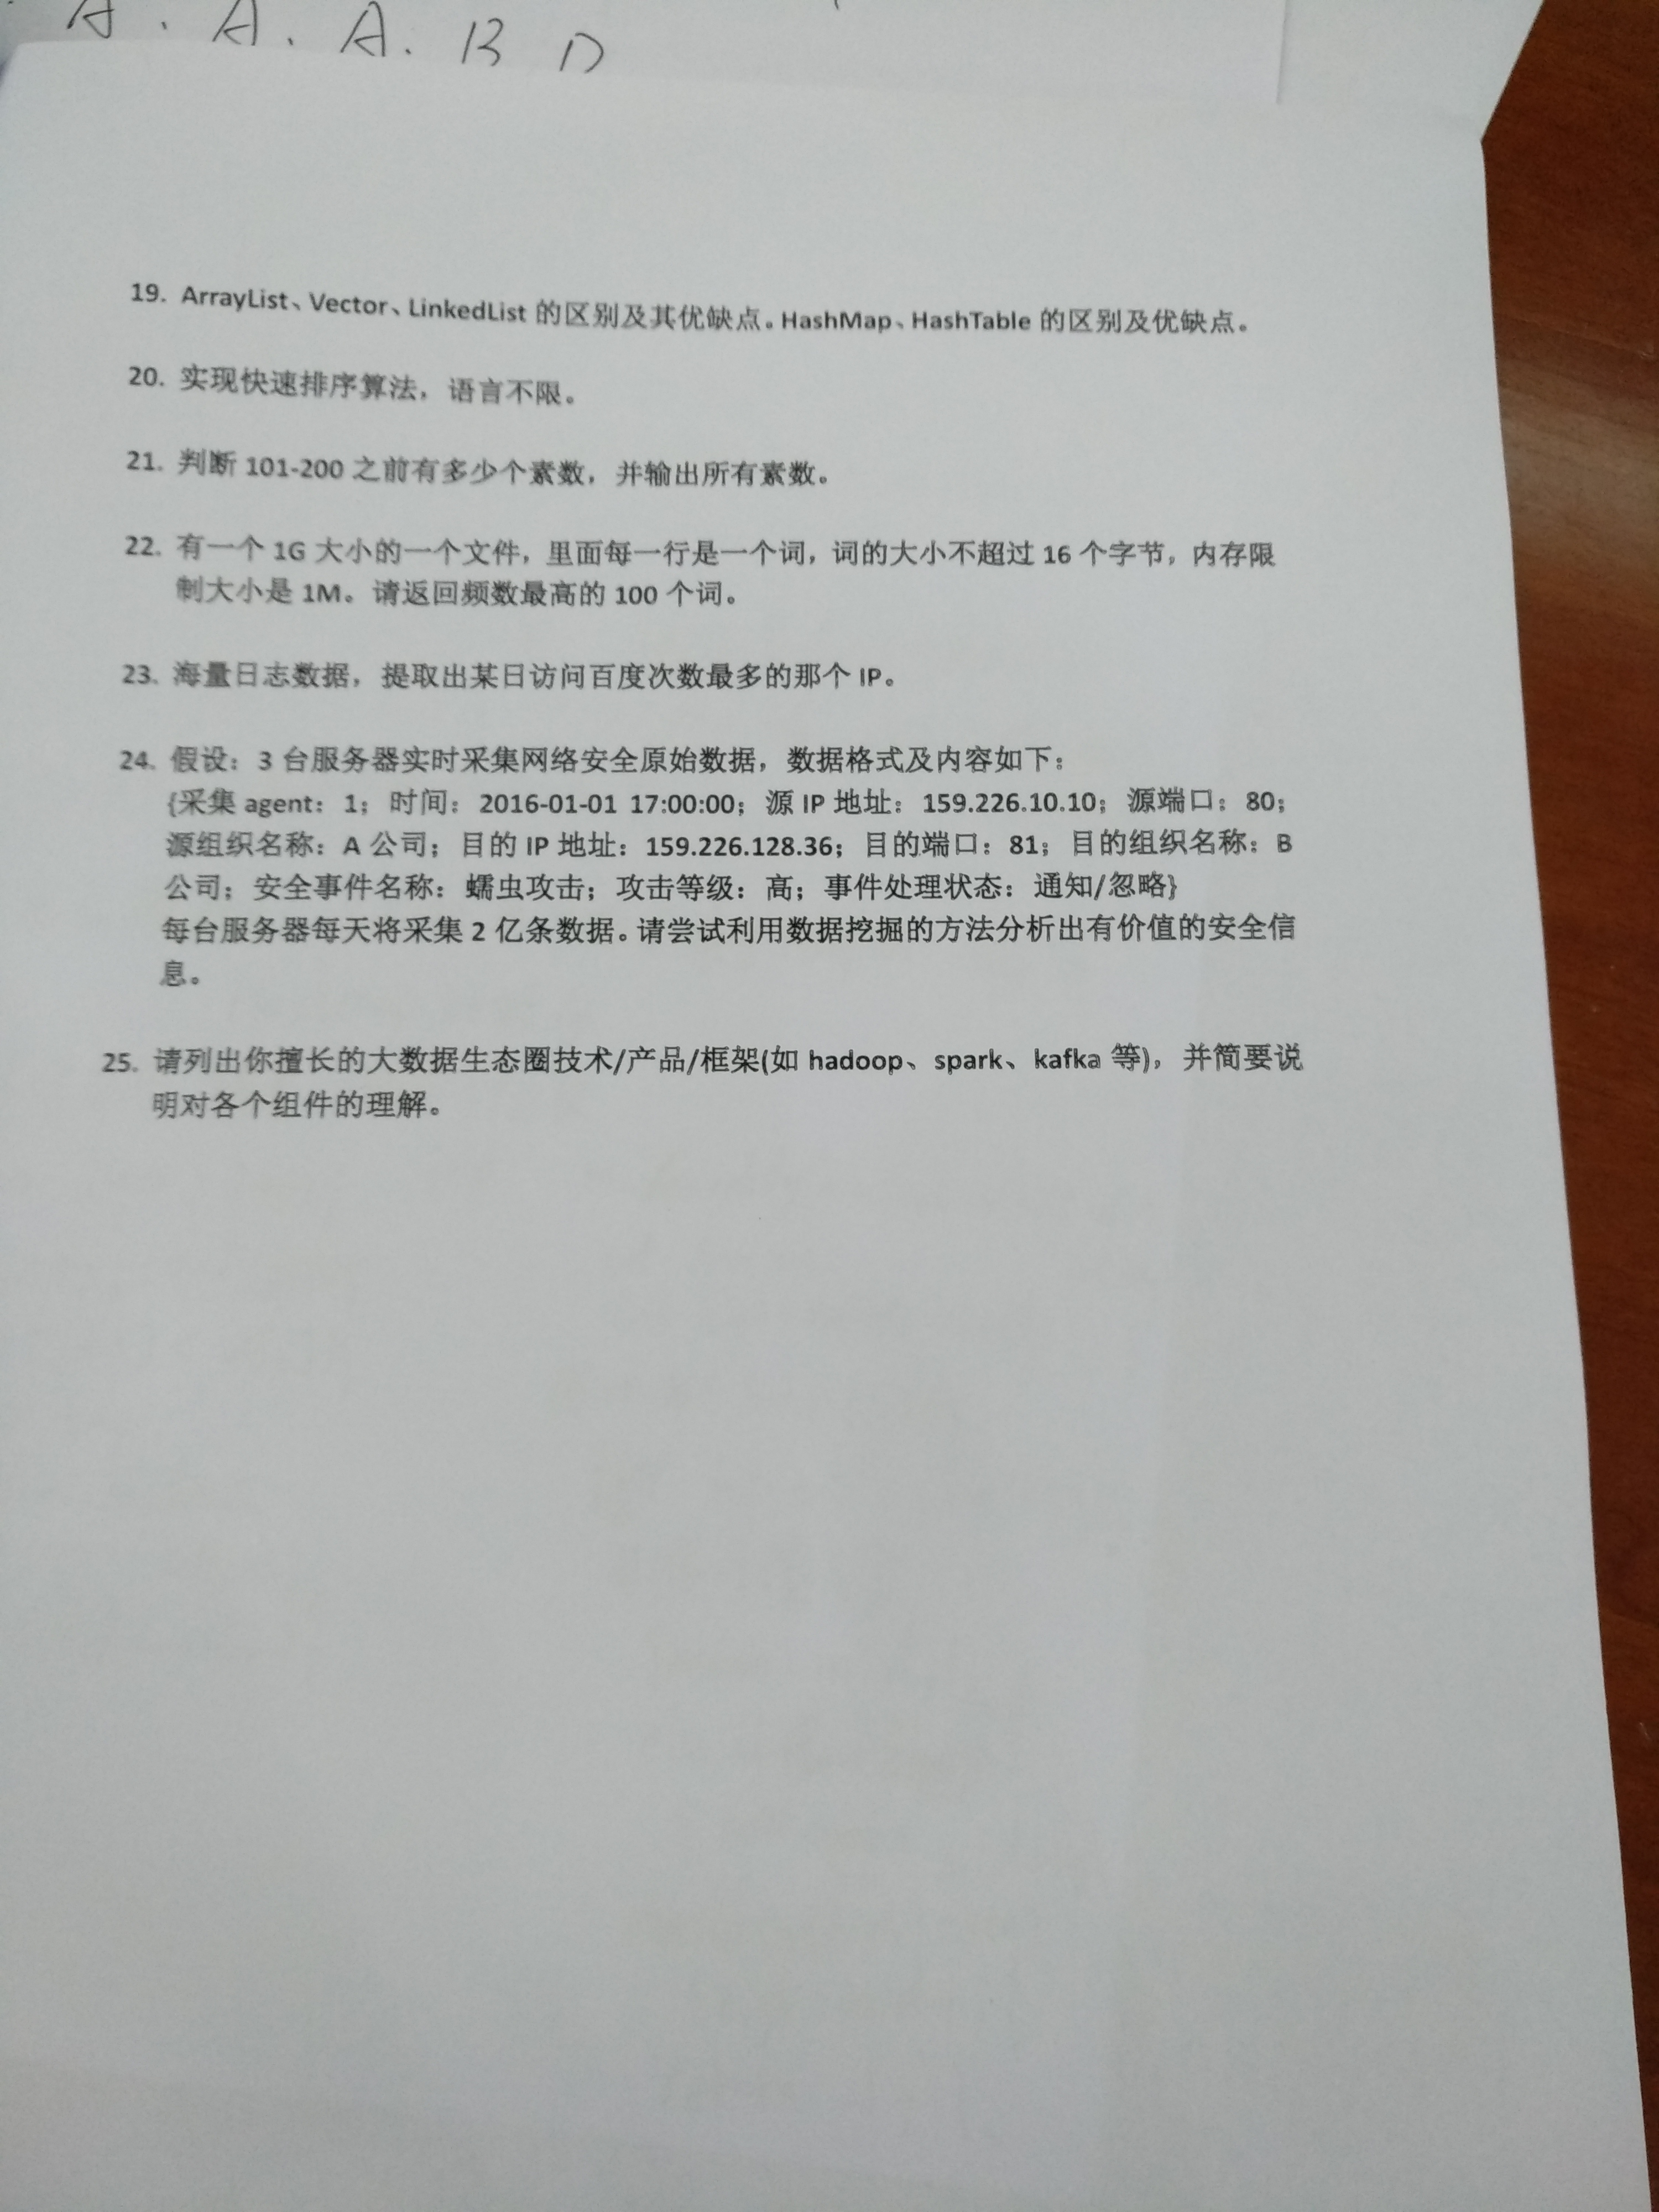 A . A . A . B D
19. ArrayList、Vector、LinkedList 的区别及其优缺点。HashMap、HashTable 的区别及优缺点。
20. 实现快速排序算法，语言不限。
21. 判断 101-200 之前有多少个素数，并输出所有素数。
22. 有一个 1G 大小的一个文件，里面每一行是一个词，词的大小不超过 16 个字节，内存限
制大小是 1M。请返回频数最高的 100 个词。
23. 海量日志数据，提取出某日访问百度次数最多的那个 IP。
24. 假设：3 台服务器实时采集网络安全原始数据，数据格式及内容如下：
{采集 agent：1；时间：2016-01-01 17:00:00；源 IP 地址：159.226.10.10；源端口：80；
源组织名称：A 公司；目的 IP 地址：159.226.128.36；目的端口：81；目的组织名称：B
公司；安全事件名称：蠕虫攻击；攻击等级：高；事件处理状态：通知/忽略}
每台服务器每天将采集 2 亿条数据。请尝试利用数据挖掘的方法分析出有价值的安全信
息。
25. 请列出你擅长的大数据生态圈技术/产品/框架(如 hadoop、spark、kafka 等)，并简要说
明对各个组件的理解。